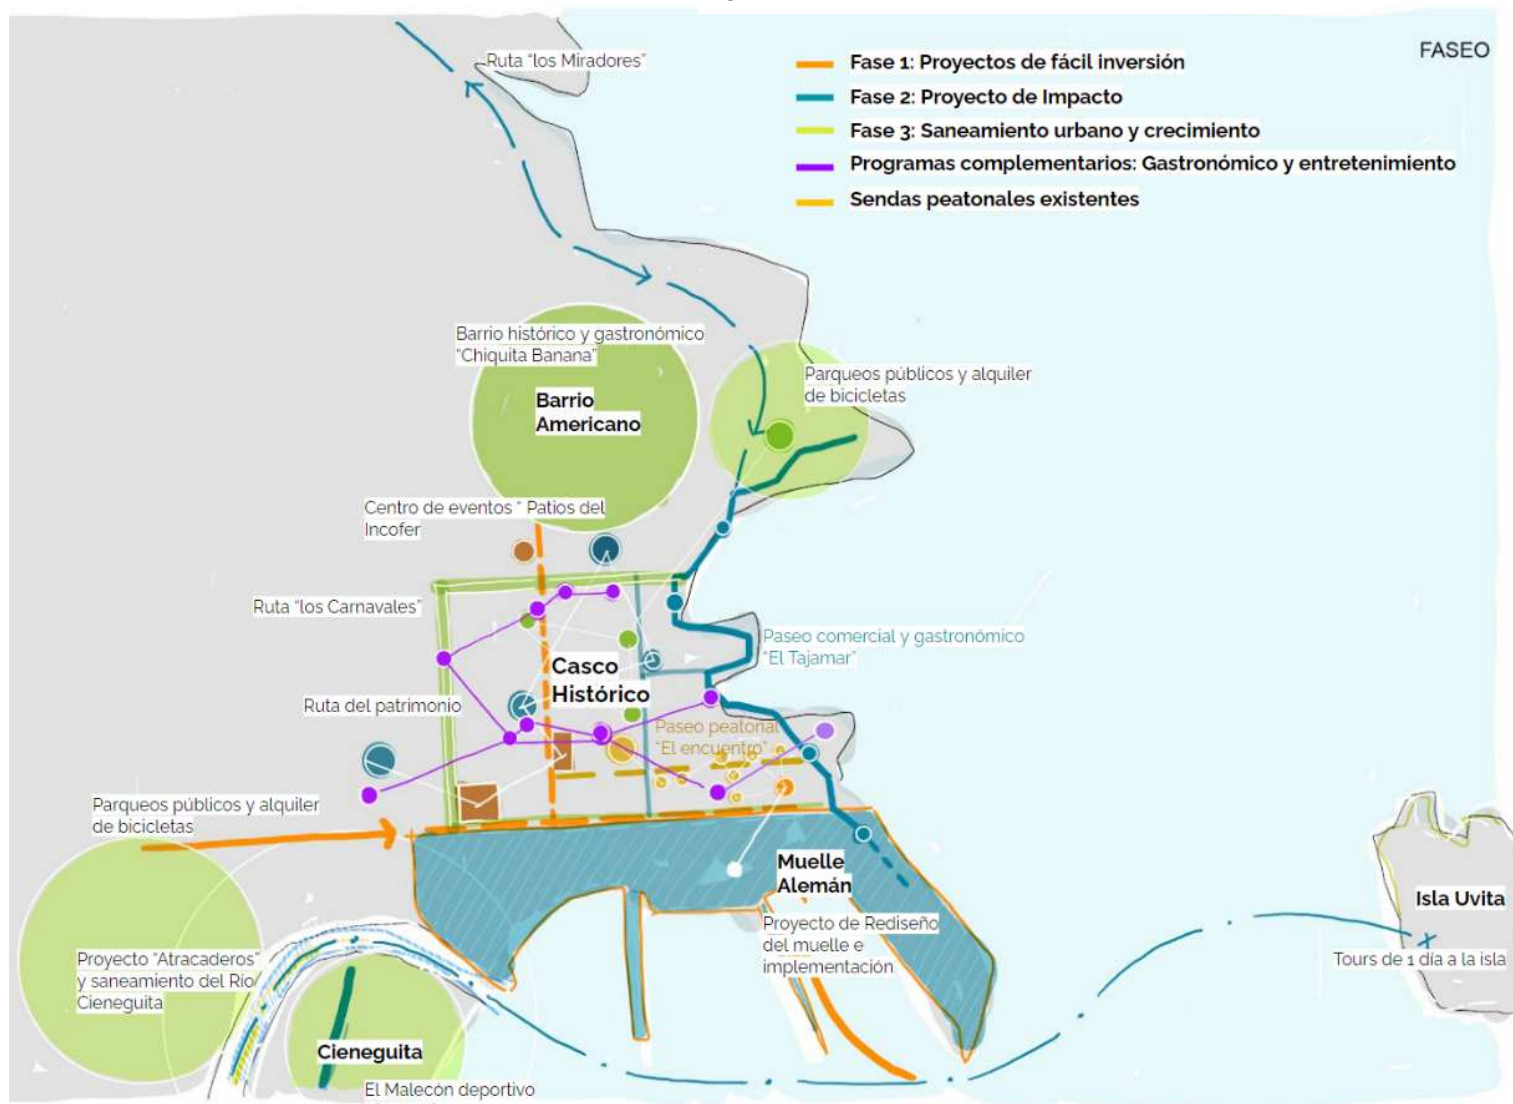 FASEO
Fase 1: Proyectos de fácil inversión
Fase 2: Proyecto de Impacto
Fase 3: Saneamiento urbano y crecimiento
Programas complementarios: Gastronómico y entretenimiento
Sendas peatonales existentes
Ruta “los Miradores”
Barrio histórico y gastronómico
“Chiquita Banana”
Barrio
Americano
Parqueos públicos y alquiler
de bicicletas
Centro de eventos “ Patios del
Incofer
Ruta “los Carnavales”
Paseo comercial y gastronómico
“El Tajamar”
Casco
Histórico
Ruta del patrimonio
Paseo peatonal
“El encuentro”
Parqueos públicos y alquiler
de bicicletas
Muelle
Alemán
Isla Uvita
Proyecto de Rediseño
del muelle e
implementación
Tours de 1 día a la isla
Proyecto “Atracaderos”
y saneamiento del Río
Cieneguita
Cieneguita
El Malecón deportivo